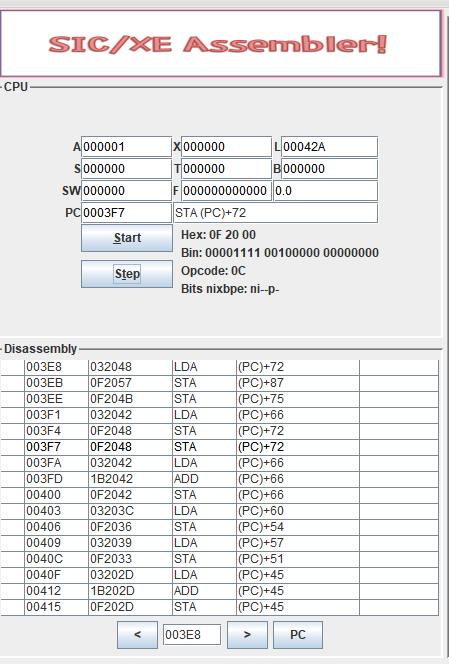 SIC/XE Assembler!
CPU
A 000001 X 000000 L 00042A
S 000000 T 000000 B 000000
SW 000000 F 000000000000 0.0
PC 0003F7 STA (PC)+72
Start Hex: 0F 20 00
Bin: 00001111 00100000 00000000
Step Opcode: 0C
Bits nixbpe: ni--p-
Disassembly
003E8 032048 LDA (PC)+72
003EB 0F2057 STA (PC)+87
003EE 0F204B STA (PC)+75
003F1 032042 LDA (PC)+66
003F4 0F2048 STA (PC)+72
003F7 0F2048 STA (PC)+72
003FA 032042 LDA (PC)+66
003FD 1B2042 ADD (PC)+66
00400 0F2042 STA (PC)+66
00403 03203C LDA (PC)+60
00406 0F2036 STA (PC)+54
00409 032039 LDA (PC)+57
0040C 0F2033 STA (PC)+51
0040F 03202D LDA (PC)+45
00412 1B202D ADD (PC)+45
00415 0F202D STA (PC)+45
< 003E8 > PC